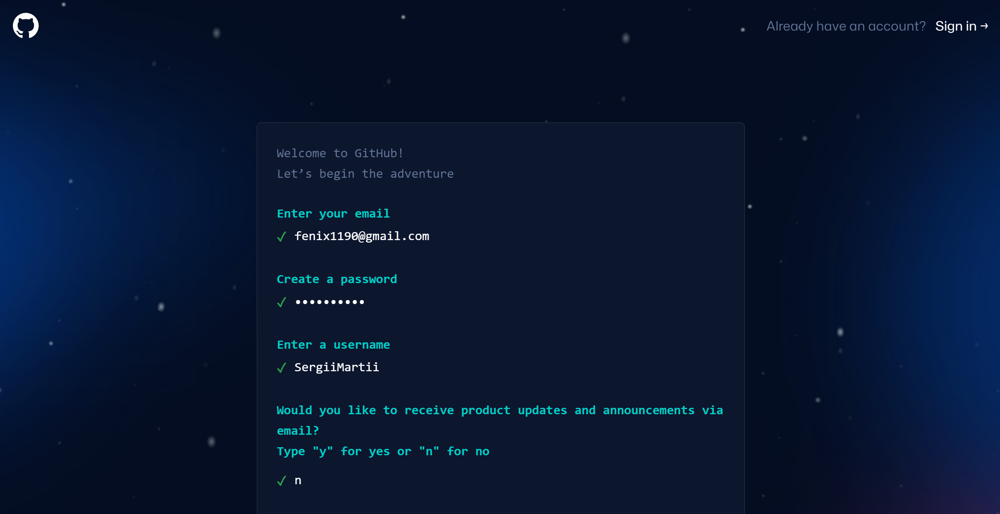 Already have an account? Sign in →
Welcome to GitHub!
Let’s begin the adventure
Enter your email
✓ fenix1190@gmail.com
Create a password
✓ ••••••••••
Enter a username
✓ SergiiMartii
Would you like to receive product updates and announcements via
email?
Type "y" for yes or "n" for no
✓ n